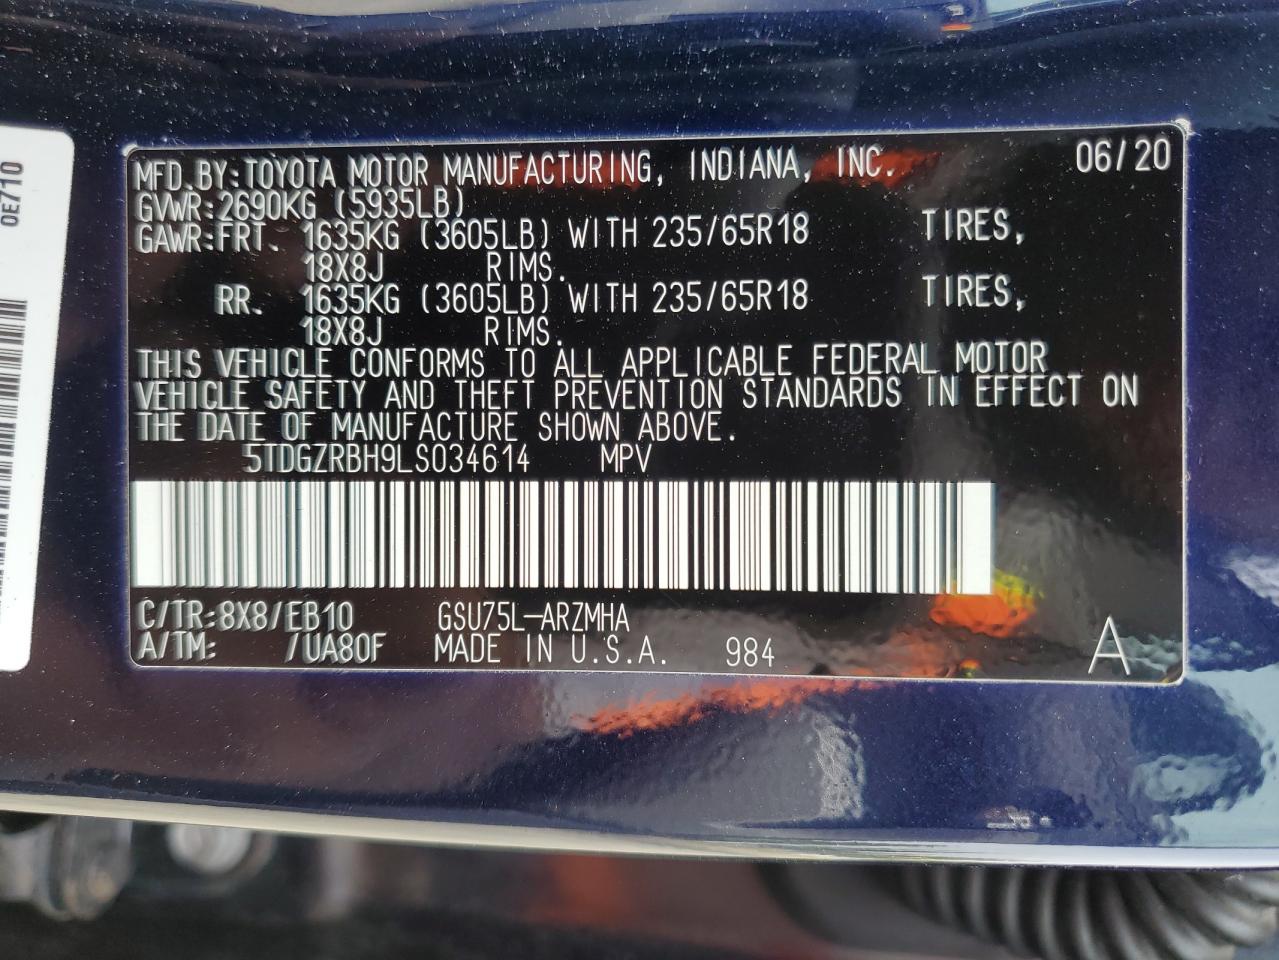 0E710
MFD.BY:TOYOTA MOTOR MANUFACTURING, INDIANA, INC. 06/20
GVWR:2690KG (5935LB)
GAWR:FRT. 1635KG (3605LB) WITH 235/65R18 TIRES,
18X8J RIMS.
RR. 1635KG (3605LB) WITH 235/65R18 TIRES,
18X8J RIMS.
THIS VEHICLE CONFORMS TO ALL APPLICABLE FEDERAL MOTOR
VEHICLE SAFETY AND THEFT PREVENTION STANDARDS IN EFFECT ON
THE DATE OF MANUFACTURE SHOWN ABOVE.
5TDGZRBH9LS034614 MPV
C/TR:8X8/EB10 GSU75L-ARZMHA
A/TM: /UA80F MADE IN U.S.A. 984 A